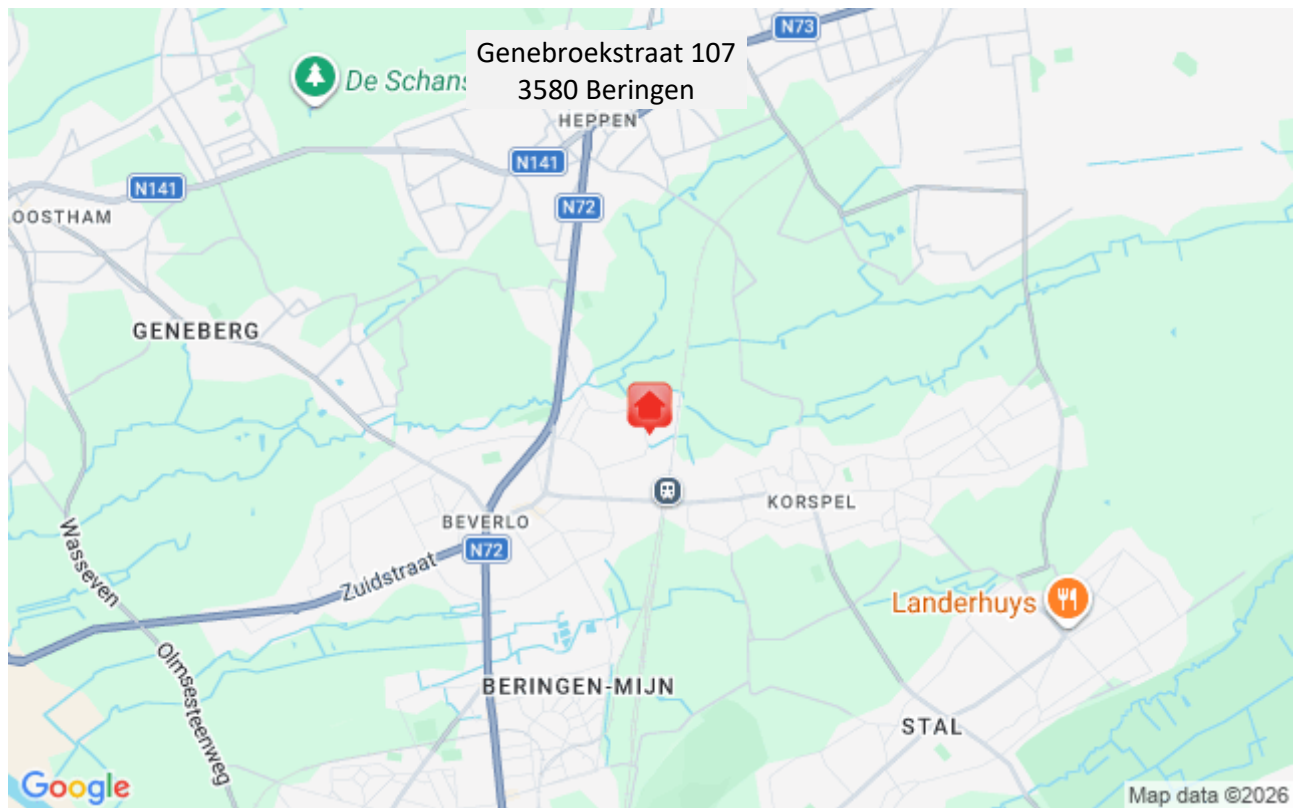 N73
Genebroekstraat 107
3580 Beringen
De Schans
HEPPEN
N141
N141
N72
OOSTHAM
GENEBERG
KORSPEL
BEVERLO
N72
Zuidstraat
Wasseven
Landerhuys
Olmsesteenweg
BERINGEN-MIJN
STAL
Google
Map data ©2026